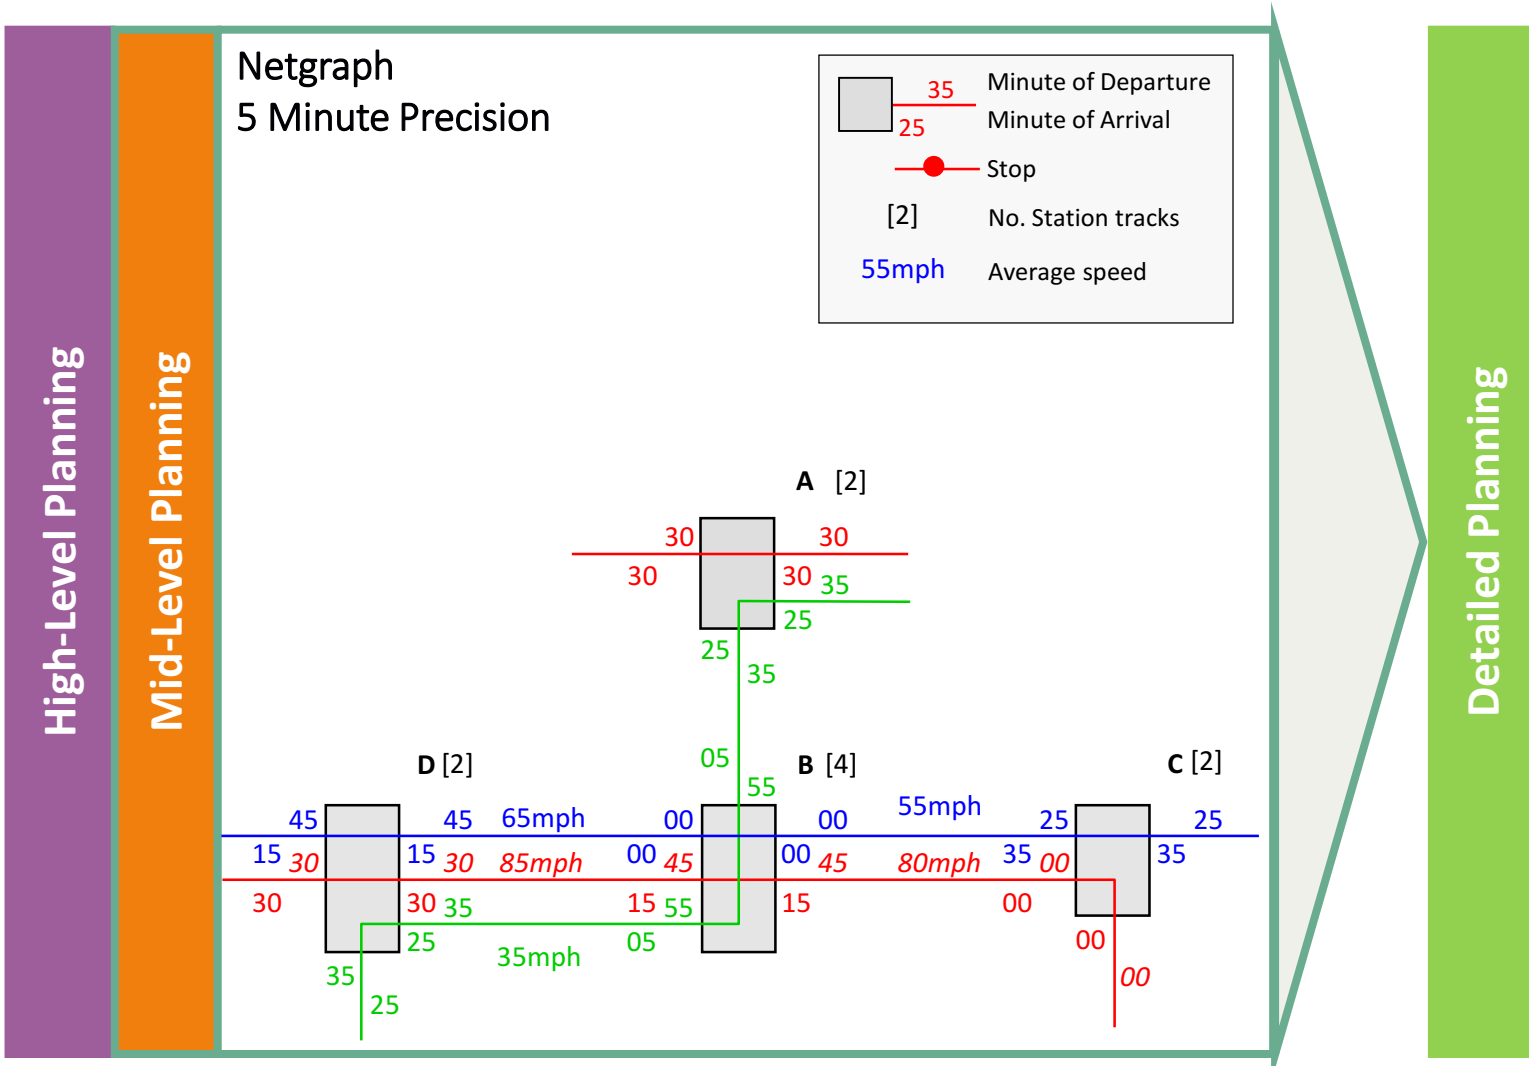 High-Level Planning
Mid-Level Planning
Netgraph
5 Minute Precision
35 Minute of Departure
25 Minute of Arrival
Stop
[2] No. Station tracks
55mph Average speed
Detailed Planning
A [2]
30 30
30 30 35
25
25
35
05
55
D [2] B [4] C [2]
45 45 65mph 00 00 55mph 25 25
15 30 15 30 85mph 00 45 00 45 80mph 35 00 35
30 30 35 15 55 15 00
25 35mph 05 00
35
25
00